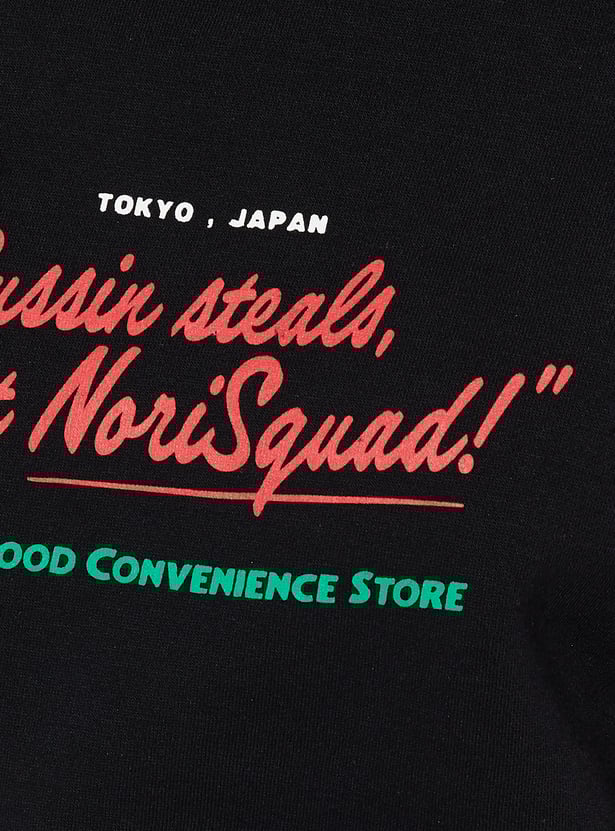 TOKYO , JAPAN
steals,
NoriSquad!”
CONVENIENCE STORE